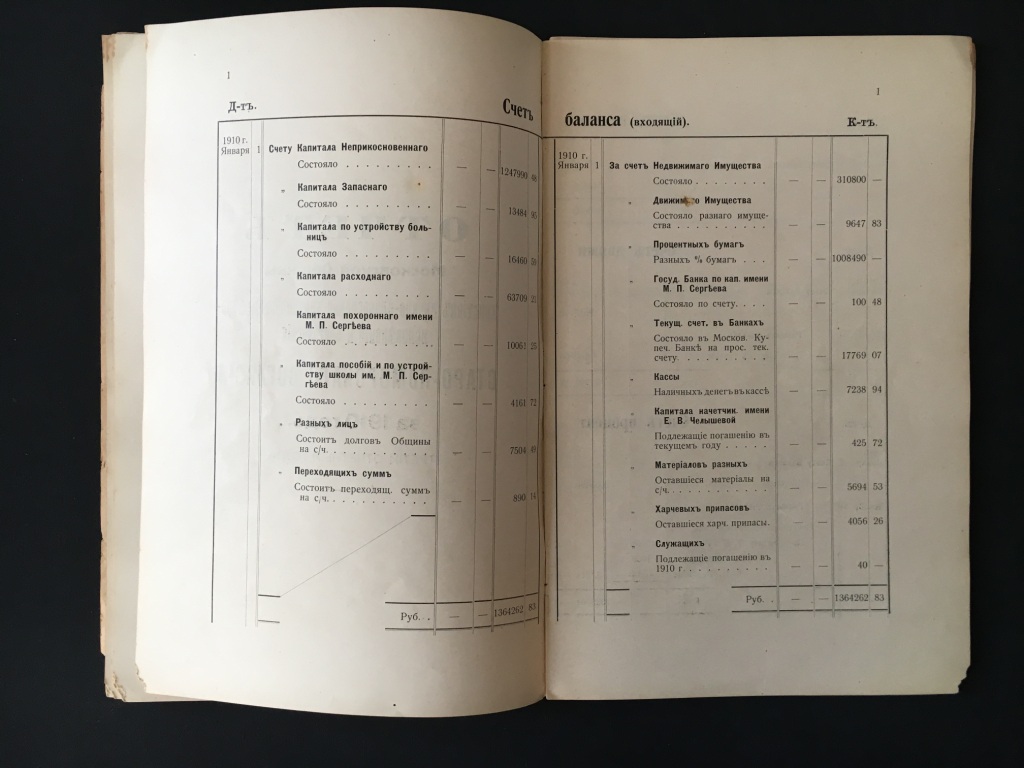 1
Д-тъ.
Счетъ
1910 г.
Января 1 Счету Капитала Неприкосновеннаго
Состояло . . . . . . . . . — — 1247990 68
„ Капитала Запаснаго
Состояло . . . . . . . . . — — 13484 95
„ Капитала по устройству боль-
ницъ
Состояло . . . . . . . . . — — 16460
„ Капитала расходнаго
Состояло . . . . . . . . . — — 63709 21
„ Капитала похороннаго имени
М. П. Сергѣева
Состояло . . . . . . . . . — — 10061 25
„ Капитала пособій и по устрой-
ству школы им. М. П. Сер-
гѣева
Состояло . . . . . . . . . — — 4161 72
„ Разныхъ лицъ
Состоитъ долговъ Общины
на с/ч. . . . . . . . . . . — — 7504
„ Переходящихъ суммъ
Состоитъ переходящ. суммъ
на с/ч. . . . . . . . . . . — — 890
Руб. . — — 1364262 83
1
баланса (входящій).
К-тъ.
1910 г.
Января 1 За счетъ Недвижимаго Имущества
Состояло . . . . . . . . — — 310800 —
„ Движимаго Имущества
Состояло разнаго имуще-
ства . . . . . . . . . . — — 9647 83
„ Процентныхъ бумагъ
Разныхъ % бумагъ . . . — — 1008490 —
„ Госуд. Банка по кап. имени
М. П. Сергѣева
Состояло по счету. . . . — — 100 48
„ Текущ. счет. въ Банкахъ
Состояло въ Москов. Ку-
печ. Банкѣ на прос. тек.
счету. . . . . . . . . . — — 17769 07
„ Кассы
Наличныхъ денегъ въ кассѣ — — 7238 94
„ Капитала начетчик. имени
Е. В. Челышевой
Подлежащіе погашенію въ
текущемъ году . . . . . — — 425 72
„ Матеріаловъ разныхъ
Оставшіеся матеріалы на
с/ч. . . . . . . . . . . — — 5694 53
„ Харчевыхъ припасовъ
Оставшіеся харч. припасы. — — 4056 26
„ Служащихъ
Подлежащіе погашенію въ
1910 г. . . . . . . . . . — — 40 —
Руб. . — — 1364262 83